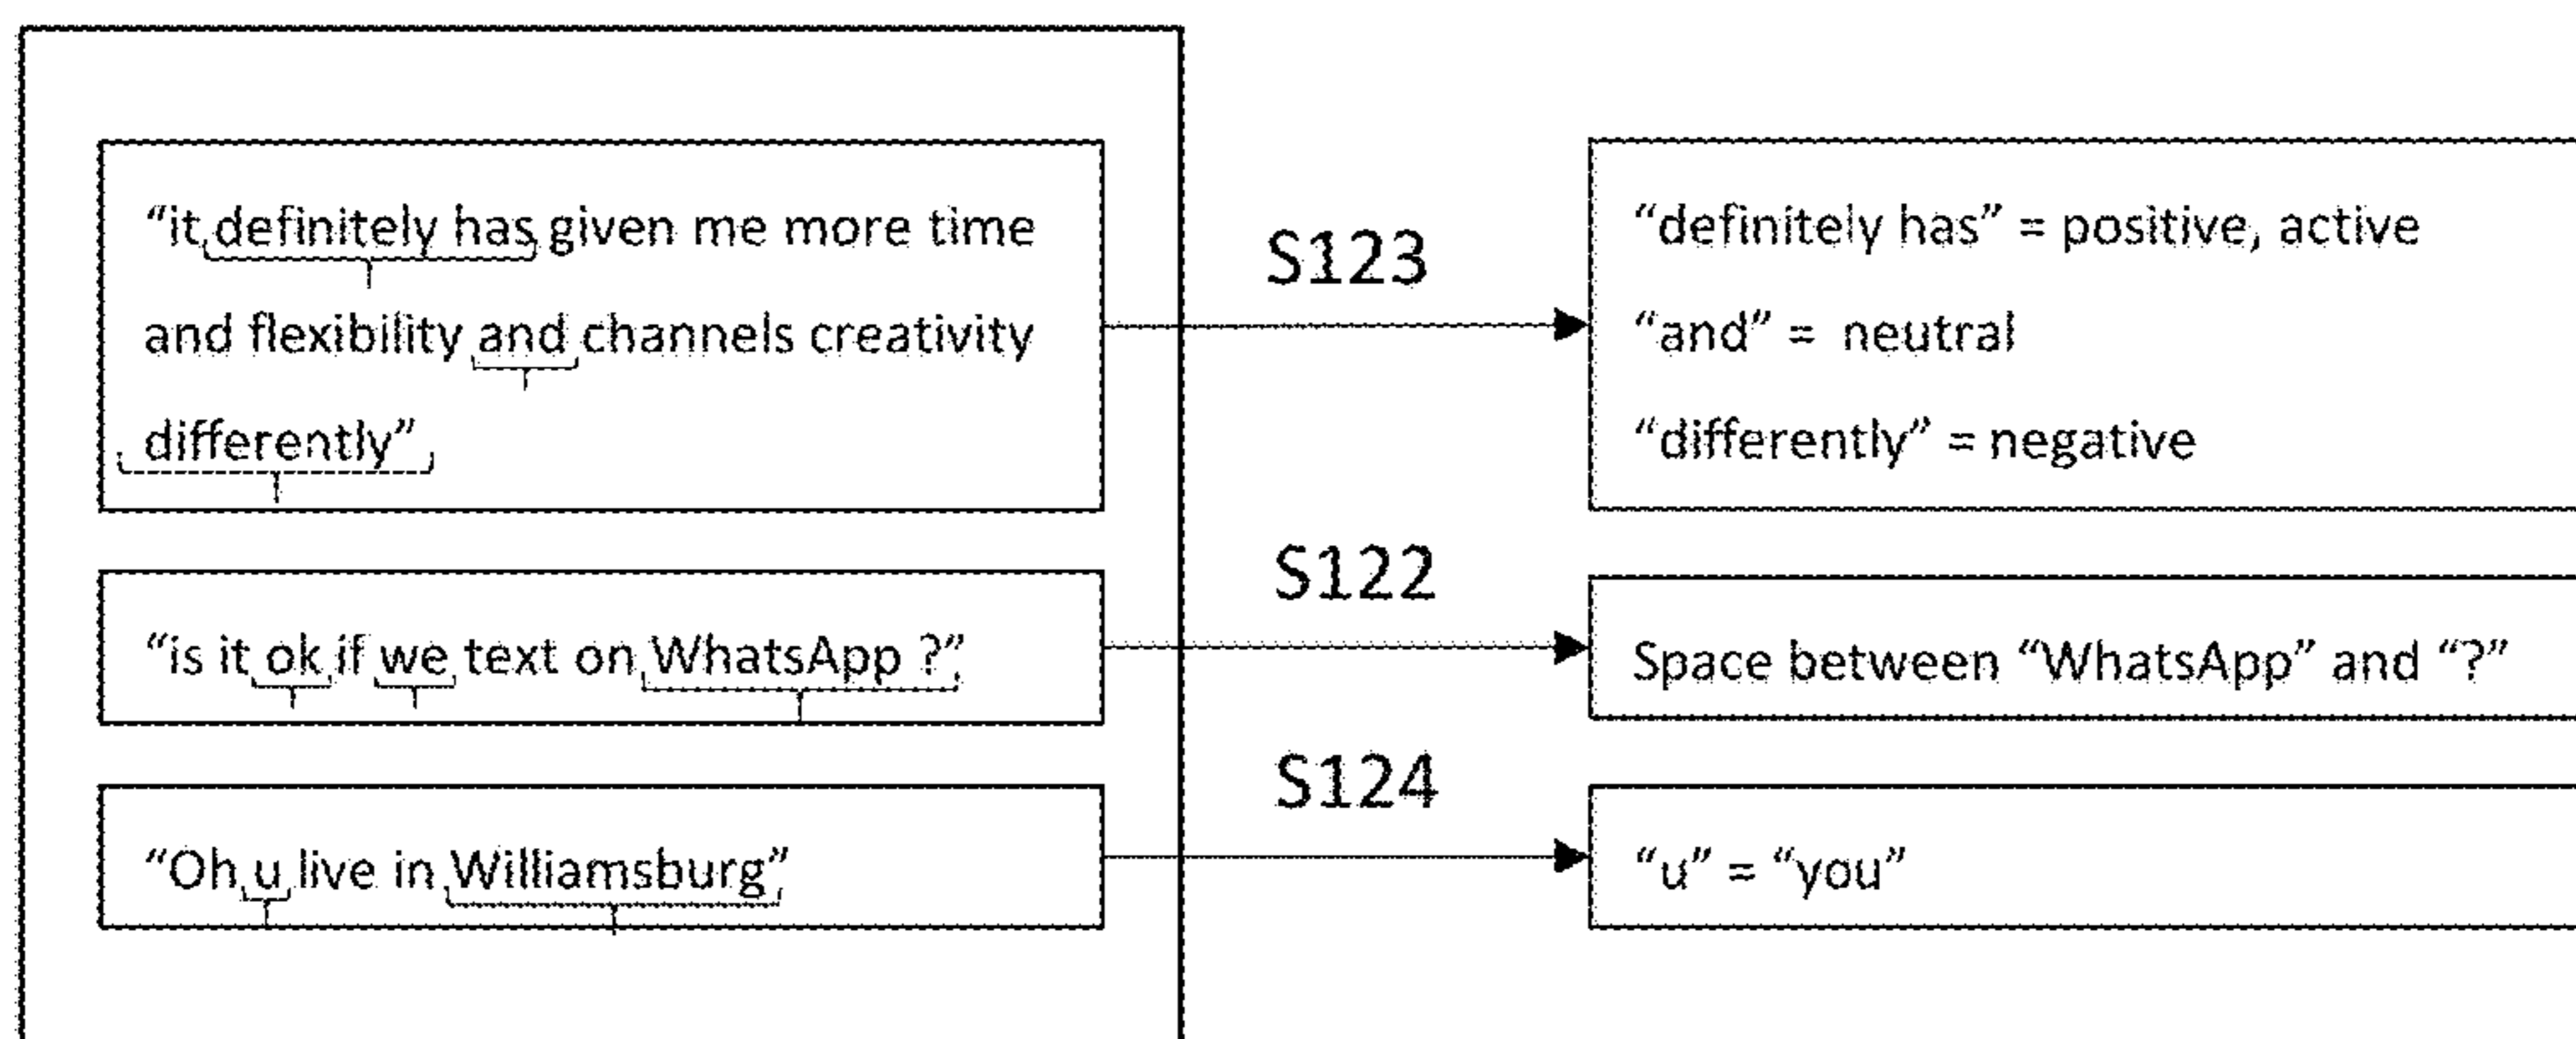 “it definitely has given me more time
and flexibility and channels creativity
differently”
S123
“definitely has” = positive, active
“and” = neutral
“differently” = negative
“is it ok if we text on WhatsApp ?”
S122
Space between “WhatsApp” and “?”
“Oh u live in Williamsburg”
S124
“u” = “you”